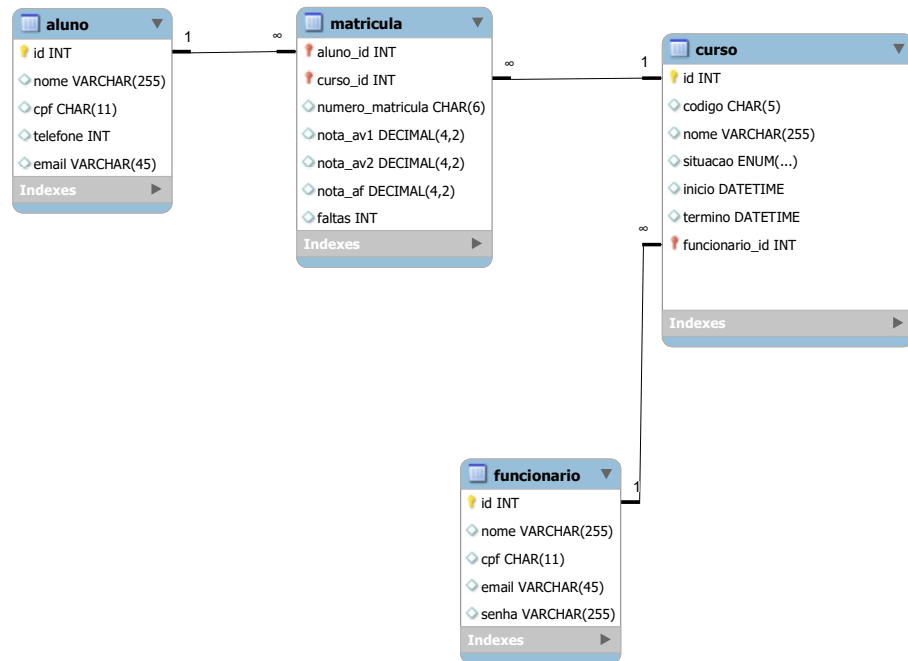 aluno
id INT
nome VARCHAR(255)
cpf CHAR(11)
telefone INT
email VARCHAR(45)
Indexes
1
∞
matricula
aluno_id INT
curso_id INT
numero_matricula CHAR(6)
nota_av1 DECIMAL(4,2)
nota_av2 DECIMAL(4,2)
nota_af DECIMAL(4,2)
faltas INT
Indexes
∞
1
curso
id INT
codigo CHAR(5)
nome VARCHAR(255)
situacao ENUM(...)
inicio DATETIME
termino DATETIME
funcionario_id INT
Indexes
∞
1
funcionario
id INT
nome VARCHAR(255)
cpf CHAR(11)
email VARCHAR(45)
senha VARCHAR(255)
Indexes